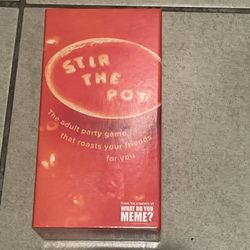 STIR
THE
POT
The adult party game
that roasts your friends
for you.
From the creators of
WHAT DO YOU
MEME?